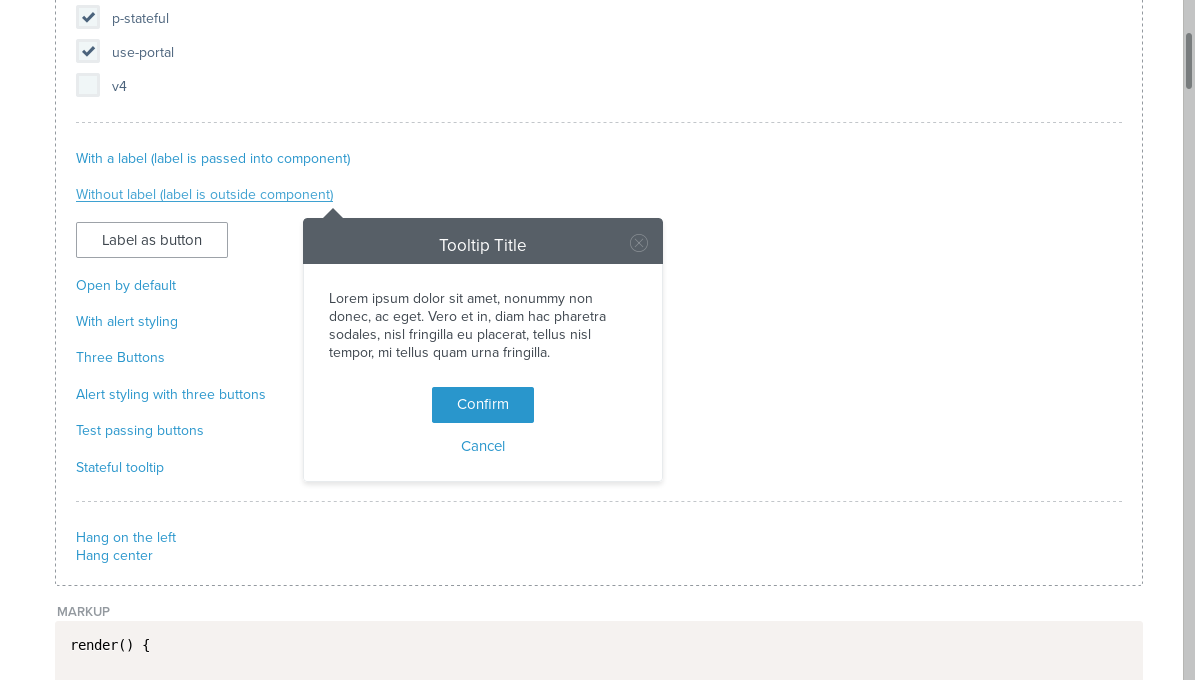 p-stateful
use-portal
v4
With a label (label is passed into component)
Without label (label is outside component)
Label as button
Open by default
With alert styling
Three Buttons
Alert styling with three buttons
Test passing buttons
Stateful tooltip
Tooltip Title
Lorem ipsum dolor sit amet, nonummy non
donec, ac eget. Vero et in, diam hac pharetra
sodales, nisl fringilla eu placerat, tellus nisl
tempor, mi tellus quam urna fringilla.
Confirm
Cancel
Hang on the left
Hang center
MARKUP
render() {